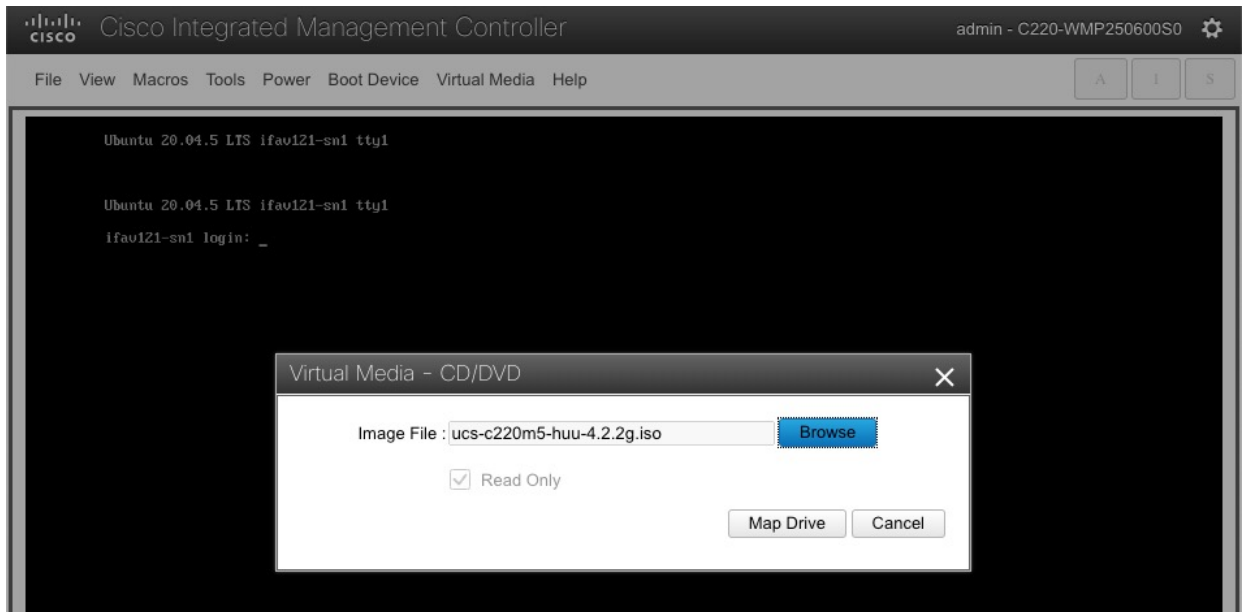 cisco Cisco Integrated Management Controller admin - C220-WMP250600S0
File View Macros Tools Power Boot Device Virtual Media Help A I S
Ubuntu 20.04.5 LTS ifav121-sn1 tty1
Ubuntu 20.04.5 LTS ifav121-sn1 tty1
ifav121-sn1 login: _
Virtual Media - CD/DVD
Image File : ucs-c220m5-huu-4.2.2g.iso Browse
Read Only
Map Drive Cancel